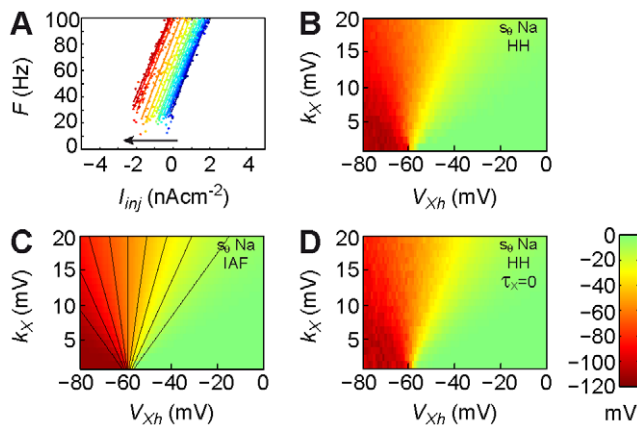 A
F (Hz)
100
80
60
40
20
0
-4 -2 0 2 4
I_inj (nAcm⁻²)
B
s_θ Na
HH
k_X (mV)
20
15
10
5
-80 -60 -40 -20 0
V_Xh (mV)
C
s_θ Na
IAF
k_X (mV)
20
15
10
5
-80 -60 -40 -20 0
V_Xh (mV)
D
s_θ Na
HH
τ_X=0
k_X (mV)
20
15
10
5
-80 -60 -40 -20 0
V_Xh (mV)
0
−20
−40
−60
−80
−100
−120
mV